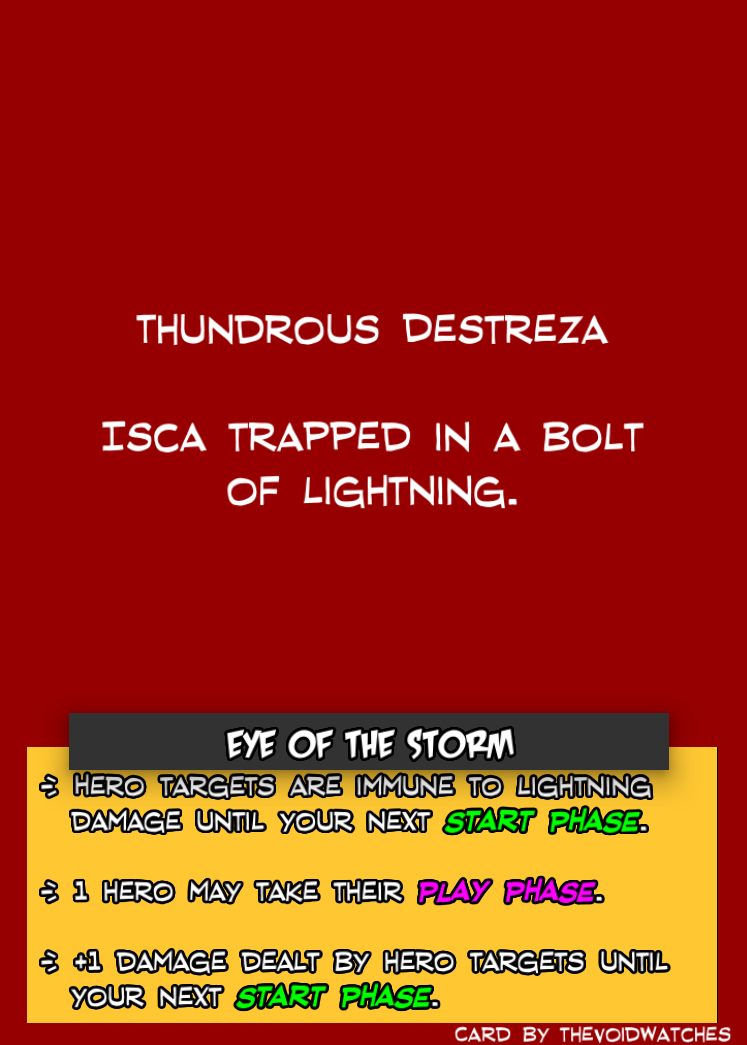 THUNDROUS DESTREZA
ISCA TRAPPED IN A BOLT
OF LIGHTNING.
EYE OF THE STORM
HERO TARGETS ARE IMMUNE TO LIGHTNING
DAMAGE UNTIL YOUR NEXT START PHASE.
1 HERO MAY TAKE THEIR PLAY PHASE.
+1 DAMAGE DEALT BY HERO TARGETS UNTIL
YOUR NEXT START PHASE.
CARD BY THEVOIDWATCHES